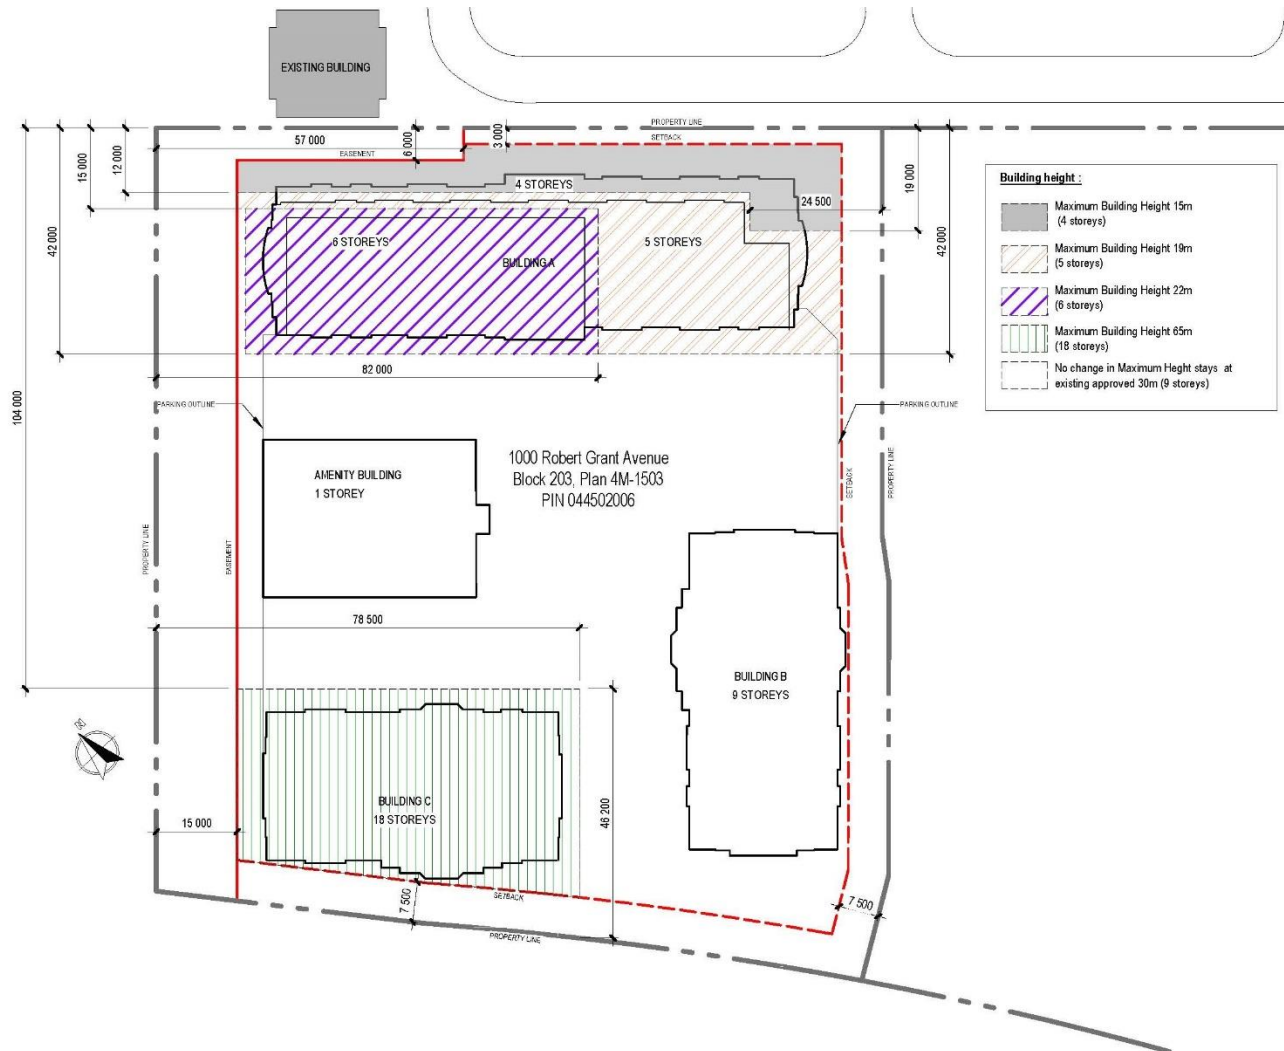 EXISTING BUILDING
PROPERTY LINE
57 000
6 000
3 000
SETBACK
EASEMENT
12 000
15 000
19 000
42 000
42 000
4 STOREYS
24 500
6 STOREYS
5 STOREYS
BUILDING A
82 000
PARKING OUTLINE
PARKING OUTLINE
104 000
Building height :
Maximum Building Height 15m
(4 storeys)
Maximum Building Height 19m
(5 storeys)
Maximum Building Height 22m
(6 storeys)
Maximum Building Height 65m
(18 storeys)
No change in Maximum Heght stays at
existing approved 30m (9 storeys)
1000 Robert Grant Avenue
Block 203, Plan 4M-1503
PIN 044502006
AMENITY BUILDING
1 STOREY
PROPERTY LINE
EASEMENT
SETBACK
PROPERTY LINE
78 500
BUILDING B
9 STOREYS
BUILDING C
18 STOREYS
15 000
46 200
7 500
SETBACK
7 500
PROPERTY LINE